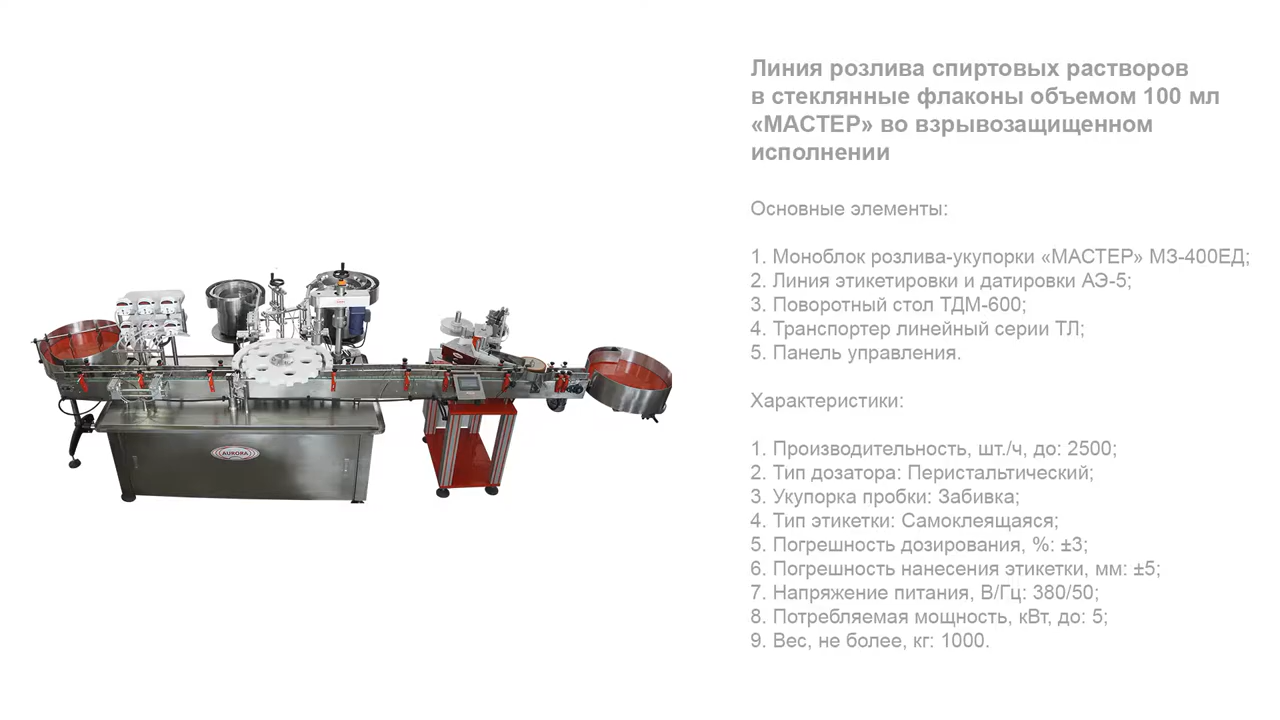 Линия розлива спиртовых растворов
в стеклянные флаконы объемом 100 мл
«МАСТЕР» во взрывозащищенном
исполнении
Основные элементы:
1. Моноблок розлива-укупорки «МАСТЕР» МЗ-400ЕД;
2. Линия этикетировки и датировки АЭ-5;
3. Поворотный стол ТДМ-600;
4. Транспортер линейный серии ТЛ;
5. Панель управления.
Характеристики:
1. Производительность, шт./ч, до: 2500;
2. Тип дозатора: Перистальтический;
3. Укупорка пробки: Забивка;
4. Тип этикетки: Самоклеящаяся;
5. Погрешность дозирования, %: ±3;
6. Погрешность нанесения этикетки, мм: ±5;
7. Напряжение питания, В/Гц: 380/50;
8. Потребляемая мощность, кВт, до: 5;
9. Вес, не более, кг: 1000.
AURORA